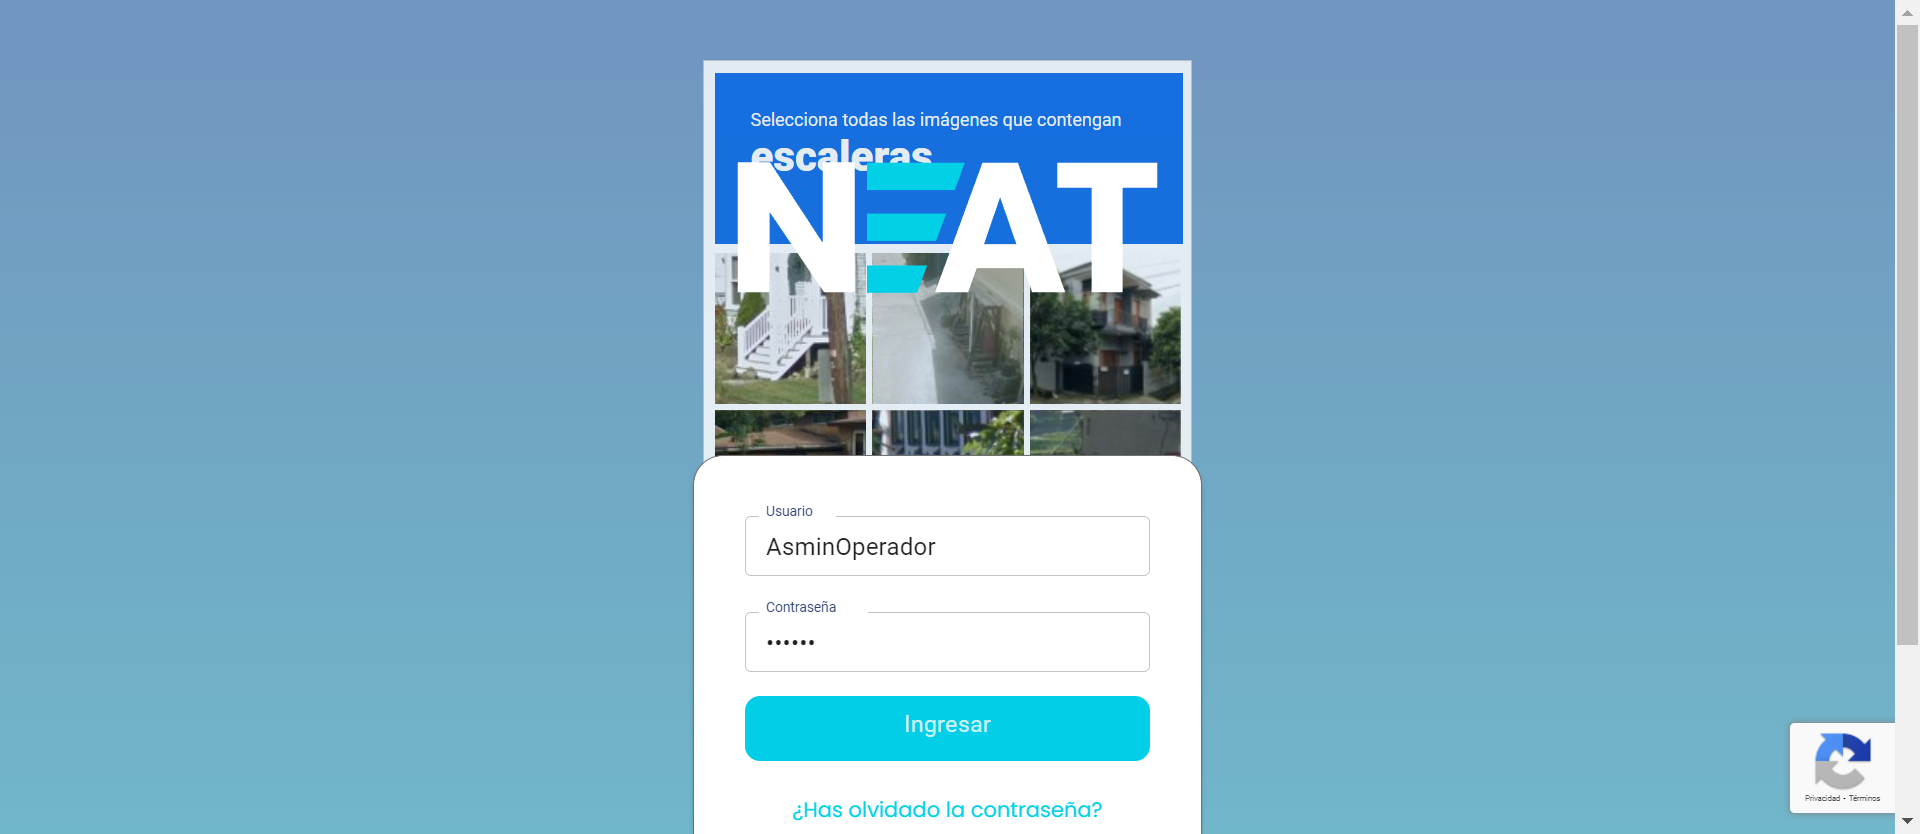 Selecciona todas las imágenes que contengan
escaleras
NEAT
Usuario
AsminOperador
Contraseña
••••••
Ingresar
¿Has olvidado la contraseña?
Privacidad - Términos